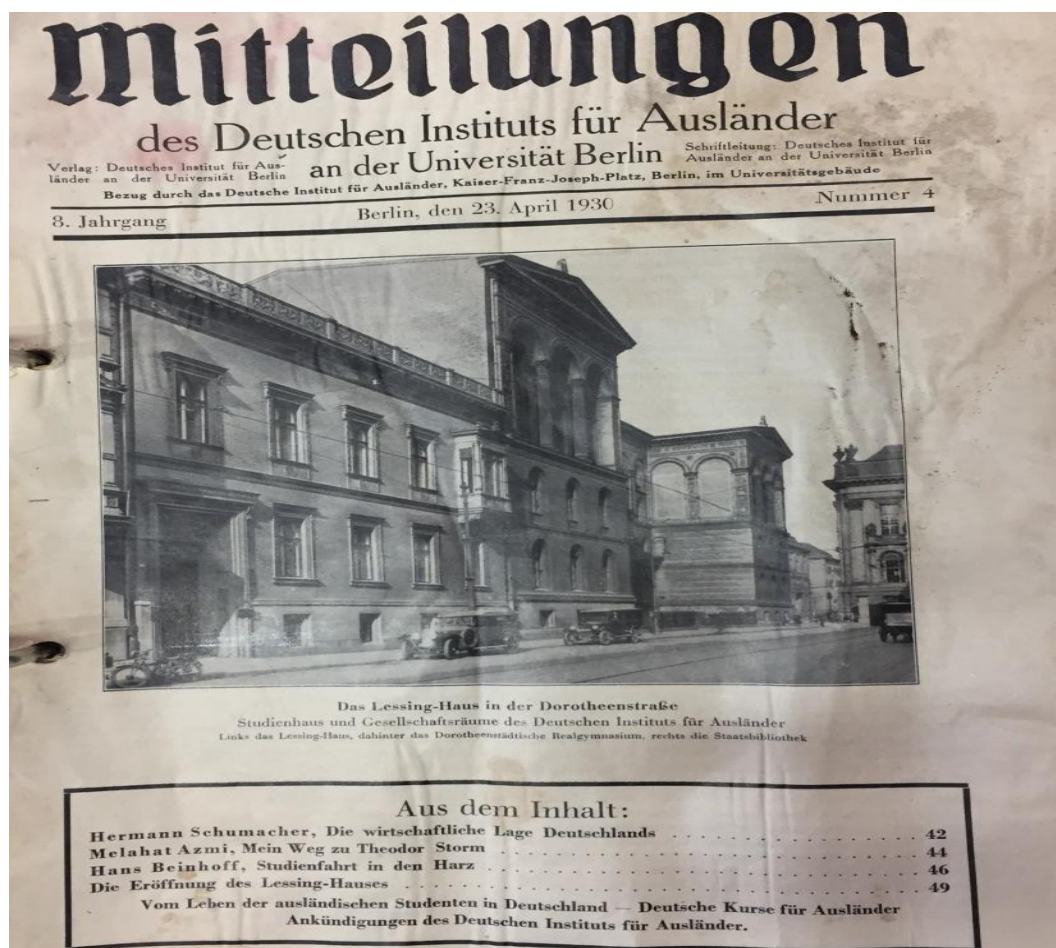 Mitteilungen
des Deutschen Instituts für Ausländer
an der Universität Berlin
Verlag: Deutsches Institut für Aus-
länder an der Universität Berlin
Schriftleitung: Deutsches Institut für
Ausländer an der Universität Berlin
Bezug durch das Deutsche Institut für Ausländer, Kaiser-Franz-Joseph-Platz, Berlin, im Universitätsgebäude
8. Jahrgang Berlin, den 23. April 1930 Nummer 4
Das Lessing-Haus in der Dorotheenstraße
Studienhaus und Gesellschaftsräume des Deutschen Instituts für Ausländer
Links das Lessing-Haus, dahinter das Dorotheenstädtische Realgymnasium, rechts die Staatsbibliothek
Aus dem Inhalt:
Hermann Schumacher, Die wirtschaftliche Lage Deutschlands . . . . . . . . . . . . . . . . . 42
Melahat Azmi, Mein Weg zu Theodor Storm . . . . . . . . . . . . . . . . . . . . . . . . . . . 44
Hans Beinhoff, Studienfahrt in den Harz . . . . . . . . . . . . . . . . . . . . . . . . . . . . 46
Die Eröffnung des Lessing-Hauses . . . . . . . . . . . . . . . . . . . . . . . . . . . . . . . . 49
Vom Leben der ausländischen Studenten in Deutschland — Deutsche Kurse für Ausländer
Ankündigungen des Deutschen Instituts für Ausländer.